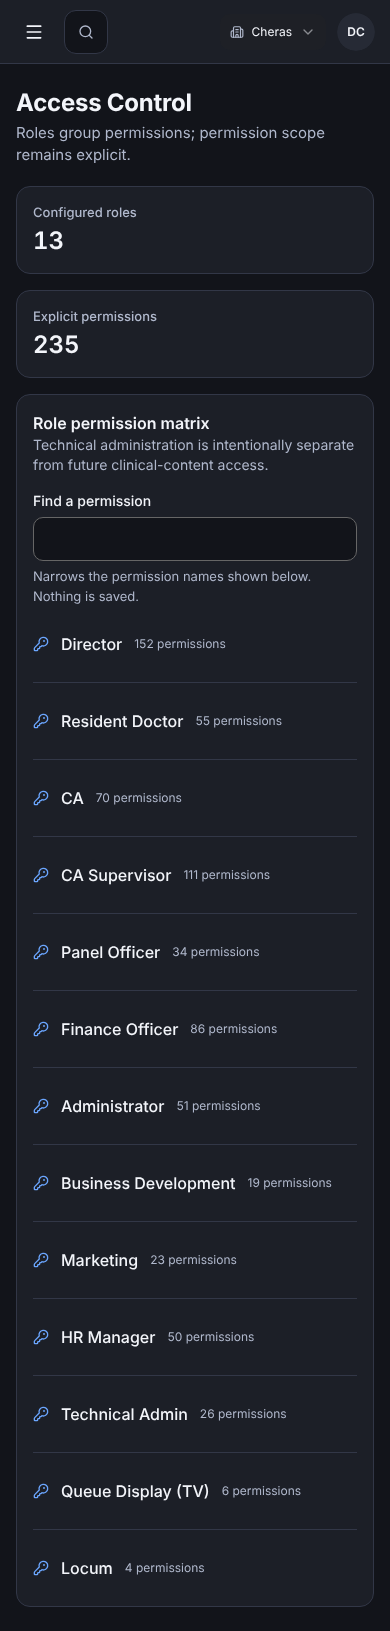 Cheras
DC
Access Control
Roles group permissions; permission scope
remains explicit.
Configured roles
13
Explicit permissions
235
Role permission matrix
Technical administration is intentionally separate
from future clinical-content access.
Find a permission
Narrows the permission names shown below.
Nothing is saved.
Director 152 permissions
Resident Doctor 55 permissions
CA 70 permissions
CA Supervisor 111 permissions
Panel Officer 34 permissions
Finance Officer 86 permissions
Administrator 51 permissions
Business Development 19 permissions
Marketing 23 permissions
HR Manager 50 permissions
Technical Admin 26 permissions
Queue Display (TV) 6 permissions
Locum 4 permissions